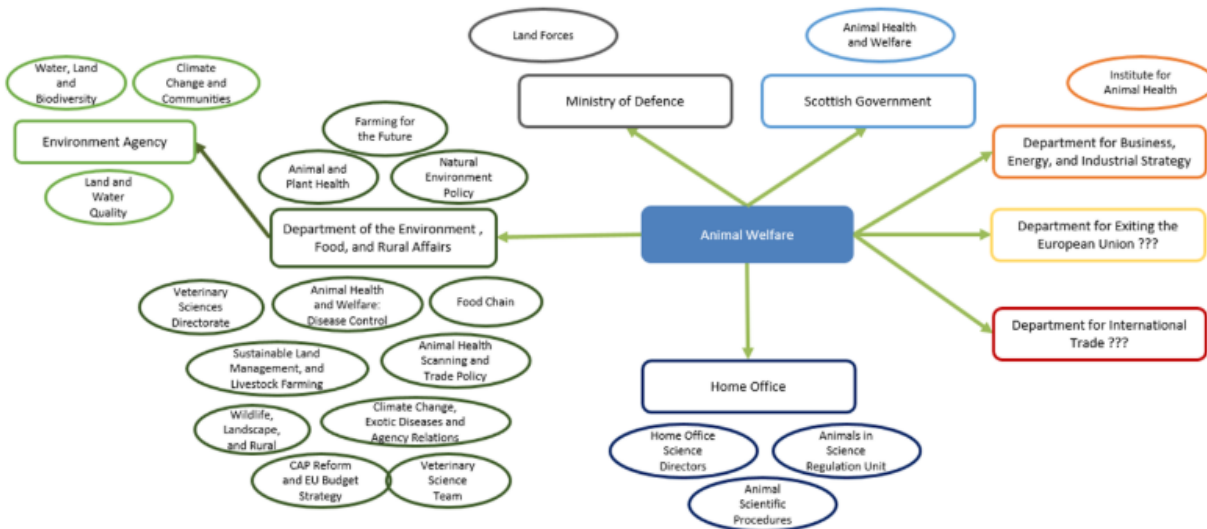 Land Forces
Animal Health
and Welfare
Water, Land
and
Biodiversity
Climate
Change and
Communities
Institute for
Animal Health
Ministry of Defence
Scottish Government
Environment Agency
Farming for
the Future
Department for Business,
Energy, and Industrial Strategy
Animal and
Plant Health
Natural
Environment
Policy
Land and
Water
Quality
Department of the Environment ,
Food, and Rural Affairs
Animal Welfare
Department for Exiting the
European Union ???
Veterinary
Sciences
Directorate
Animal Health
and Welfare:
Disease Control
Food Chain
Department for International
Trade ???
Sustainable Land
Management, and
Livestock Farming
Animal Health
Scanning and
Trade Policy
Home Office
Wildlife,
Landscape,
and Rural
Climate Change,
Exotic Diseases and
Agency Relations
Home Office
Science
Directors
Animals in
Science
Regulation Unit
CAP Reform
and EU Budget
Strategy
Veterinary
Science
Team
Animal
Scientific
Procedures